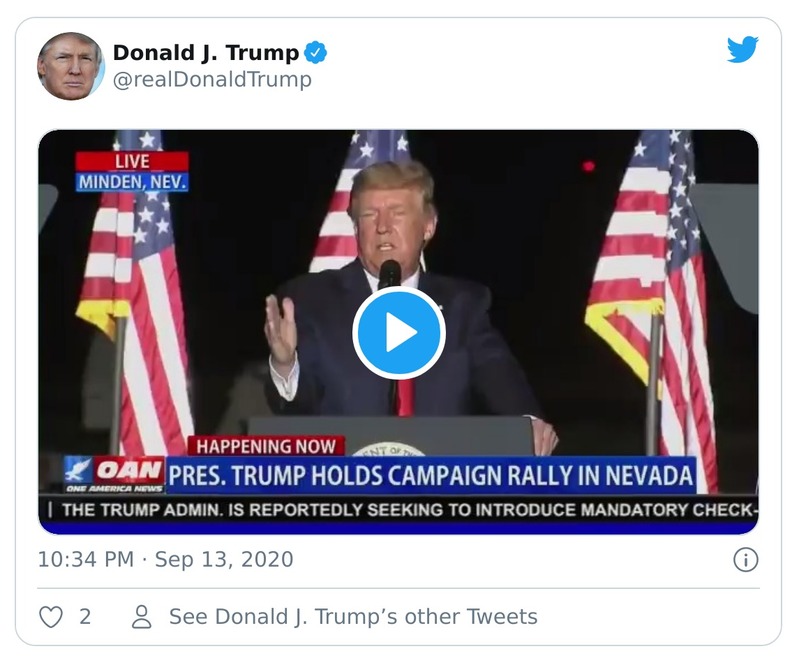 Donald J. Trump
@realDonaldTrump
LIVE
MINDEN, NEV.
ENT OF
HAPPENING NOW
OAN
ONE AMERICA NEWS
PRES. TRUMP HOLDS CAMPAIGN RALLY IN NEVADA
| THE TRUMP ADMIN. IS REPORTEDLY SEEKING TO INTRODUCE MANDATORY CHECK-
10:34 PM · Sep 13, 2020
2
See Donald J. Trump’s other Tweets